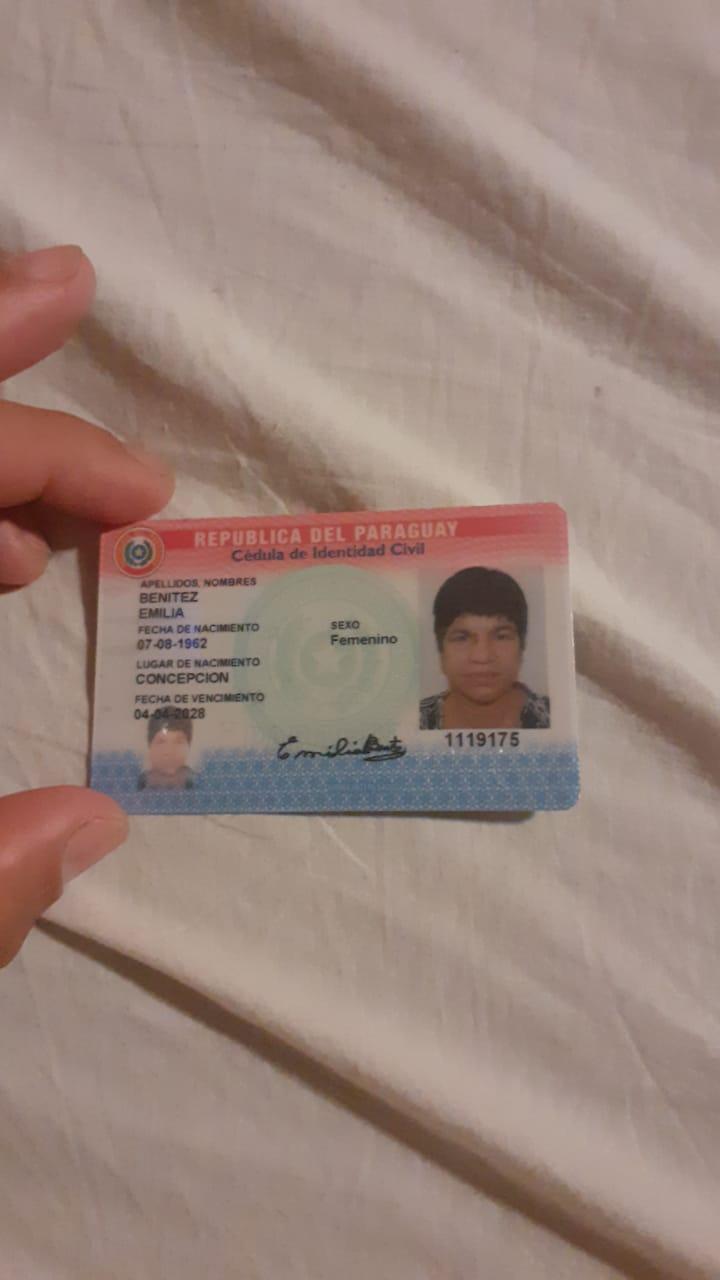 REPUBLICA DEL PARAGUAY
Cédula de Identidad Civil
APELLIDOS, NOMBRES
BENITEZ
EMILIA
FECHA DE NACIMIENTO
07-08-1962
LUGAR DE NACIMIENTO
CONCEPCION
FECHA DE VENCIMIENTO
04-04-2028
SEXO
Femenino
Emilia Benitez
1119175